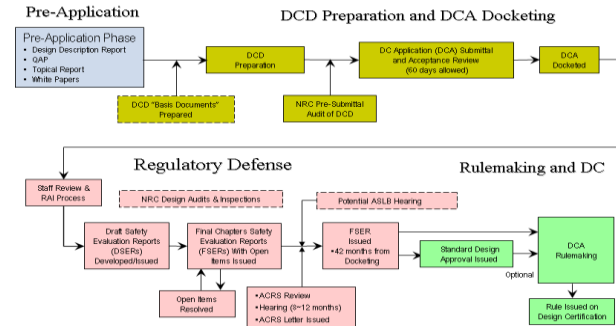 Pre-Application
DCD Preparation and DCA Docketing
Pre-Application Phase
• Design Description Report
• QAP
• Topical Report
• White Papers
DCD
Preparation
DC Application (DCA) Submittal
and Acceptance Review
(60 days allowed)
DCA
Docketed
DCD "Basis Documents"
Prepared
NRC Pre-Submittal
Audit of DCD
Regulatory Defense
Rulemaking and DC
Staff Review &
RAI Process
NRC Design Audits & Inspections
Potential ASLB Hearing
Draft Safety
Evaluation Reports
(DSERs)
Developed/Issued
Final Chapters Safety
Evaluation Reports
(FSERs) With Open
Items Issued
FSER
Issued
•42 months from
Docketing
Standard Design
Approval Issued
DCA
Rulemaking
Optional
Open Items
Resolved
• ACRS Review
• Hearing (8~12 months)
• ACRS Letter Issued
Rule Issued on
Design Certification